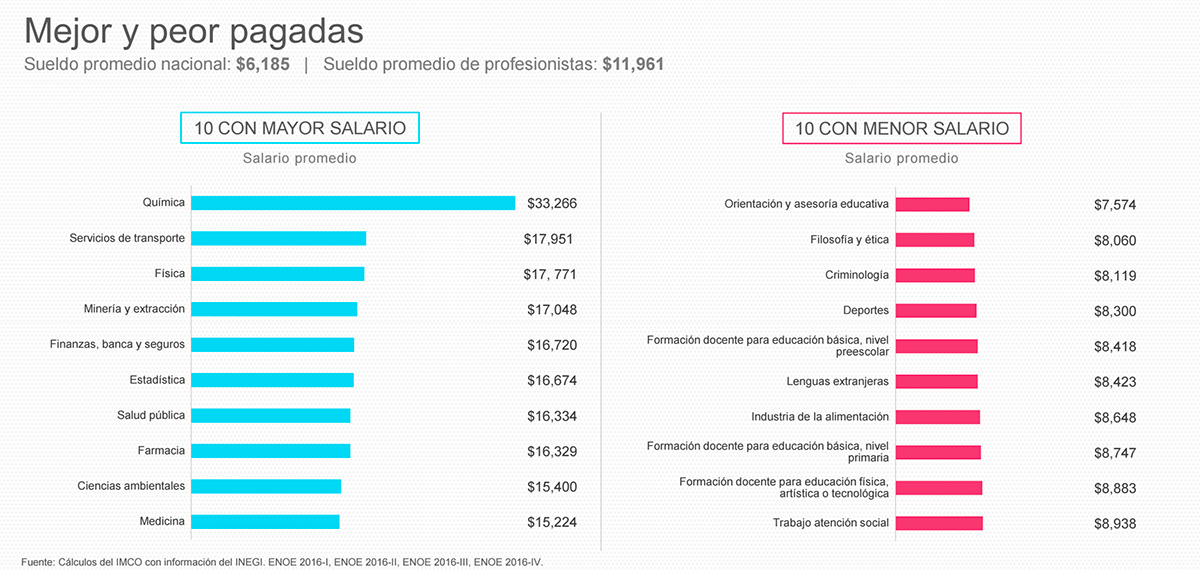 Mejor y peor pagadas
Sueldo promedio nacional: $6,185 | Sueldo promedio de profesionistas: $11,961
10 CON MAYOR SALARIO
Salario promedio
Química $33,266
Servicios de transporte $17,951
Física $17, 771
Minería y extracción $17,048
Finanzas, banca y seguros $16,720
Estadística $16,674
Salud pública $16,334
Farmacia $16,329
Ciencias ambientales $15,400
Medicina $15,224
10 CON MENOR SALARIO
Salario promedio
Orientación y asesoría educativa $7,574
Filosofía y ética $8,060
Criminología $8,119
Deportes $8,300
Formación docente para educación básica, nivel
preescolar $8,418
Lenguas extranjeras $8,423
Industria de la alimentación $8,648
Formación docente para educación básica, nivel
primaria $8,747
Formación docente para educación física,
artística o tecnológica $8,883
Trabajo atención social $8,938
Fuente: Cálculos del IMCO con información del INEGI. ENOE 2016-I, ENOE 2016-II, ENOE 2016-III, ENOE 2016-IV.